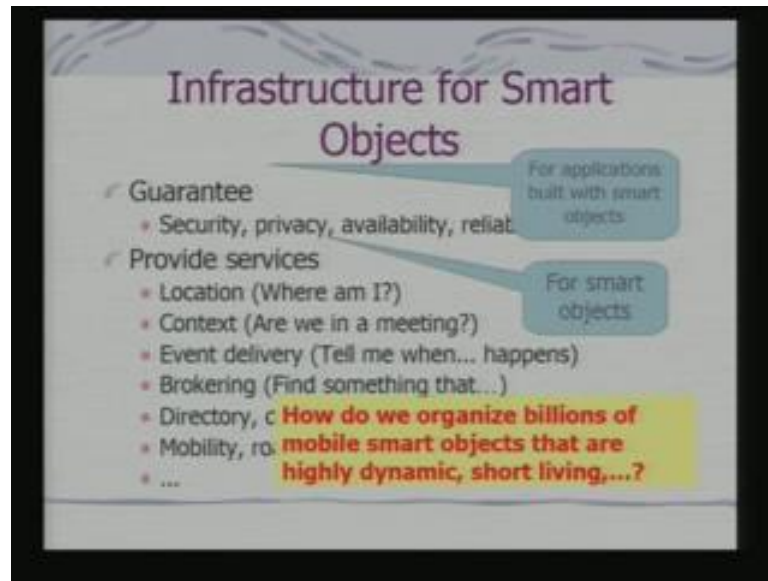 Infrastructure for Smart
Objects
Guarantee
Security, privacy, availability, reliab
Provide services
Location (Where am I?)
Context (Are we in a meeting?)
Event delivery (Tell me when... happens)
Brokering (Find something that...)
Directory, c
Mobility, ro
...
For applications
built with smart
objects
For smart
objects
How do we organize billions of
mobile smart objects that are
highly dynamic, short living,...?